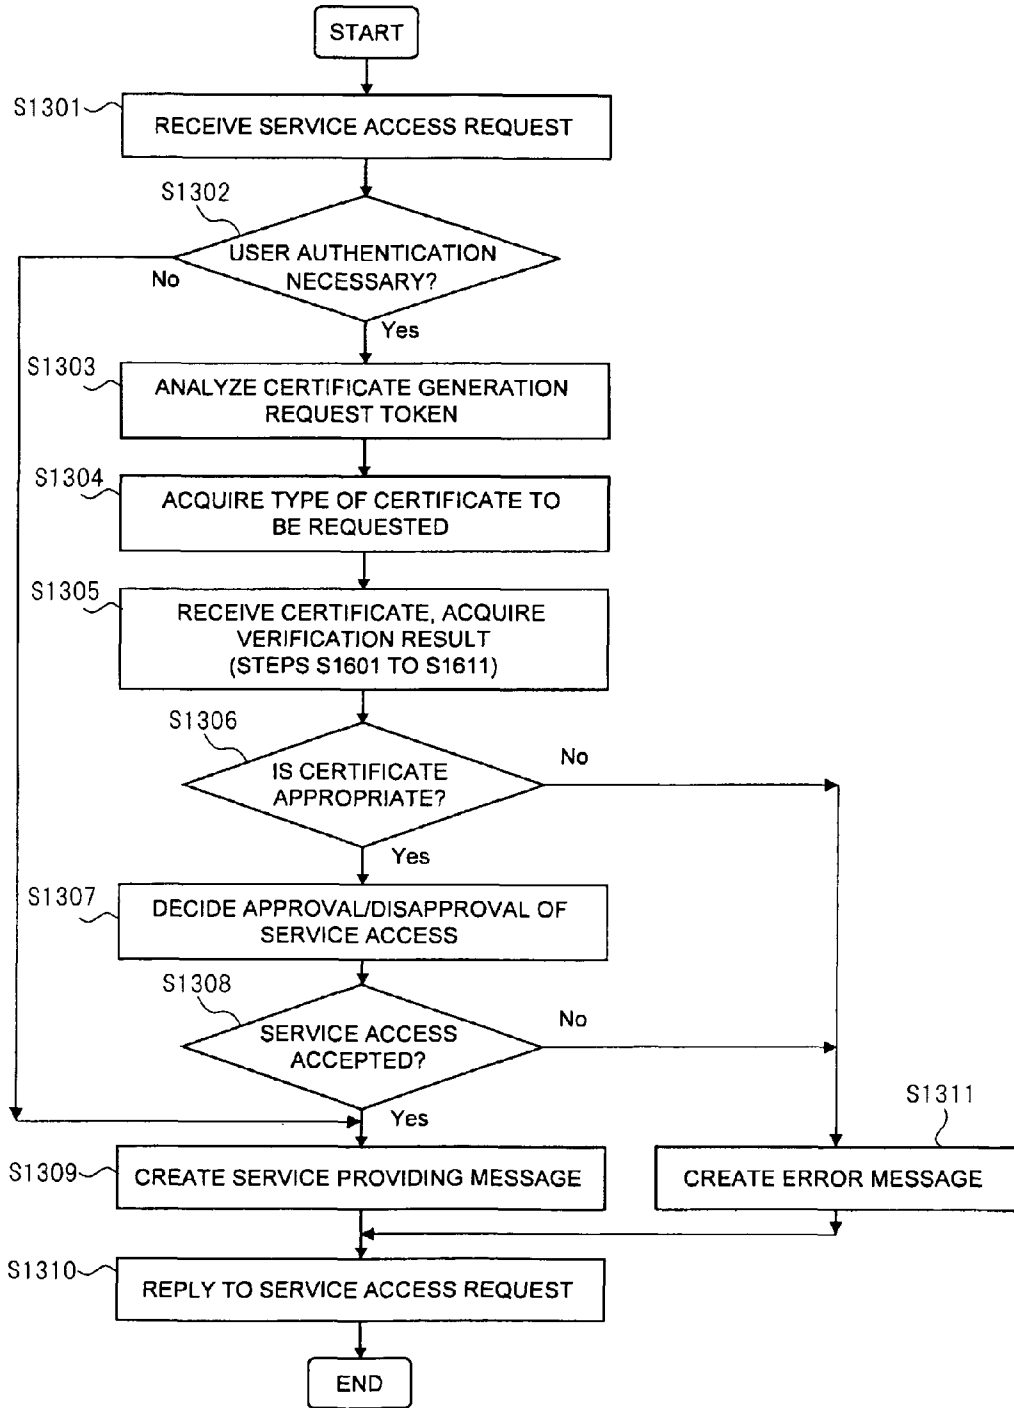 START
S1301
RECEIVE SERVICE ACCESS REQUEST
S1302
USER AUTHENTICATION
NECESSARY?
No
Yes
S1303
ANALYZE CERTIFICATE GENERATION
REQUEST TOKEN
S1304
ACQUIRE TYPE OF CERTIFICATE TO
BE REQUESTED
S1305
RECEIVE CERTIFICATE, ACQUIRE
VERIFICATION RESULT
(STEPS S1601 TO S1611)
S1306
IS CERTIFICATE
APPROPRIATE?
No
Yes
S1307
DECIDE APPROVAL/DISAPPROVAL OF
SERVICE ACCESS
S1308
SERVICE ACCESS
ACCEPTED?
No
Yes
S1311
S1309
CREATE SERVICE PROVIDING MESSAGE
CREATE ERROR MESSAGE
S1310
REPLY TO SERVICE ACCESS REQUEST
END